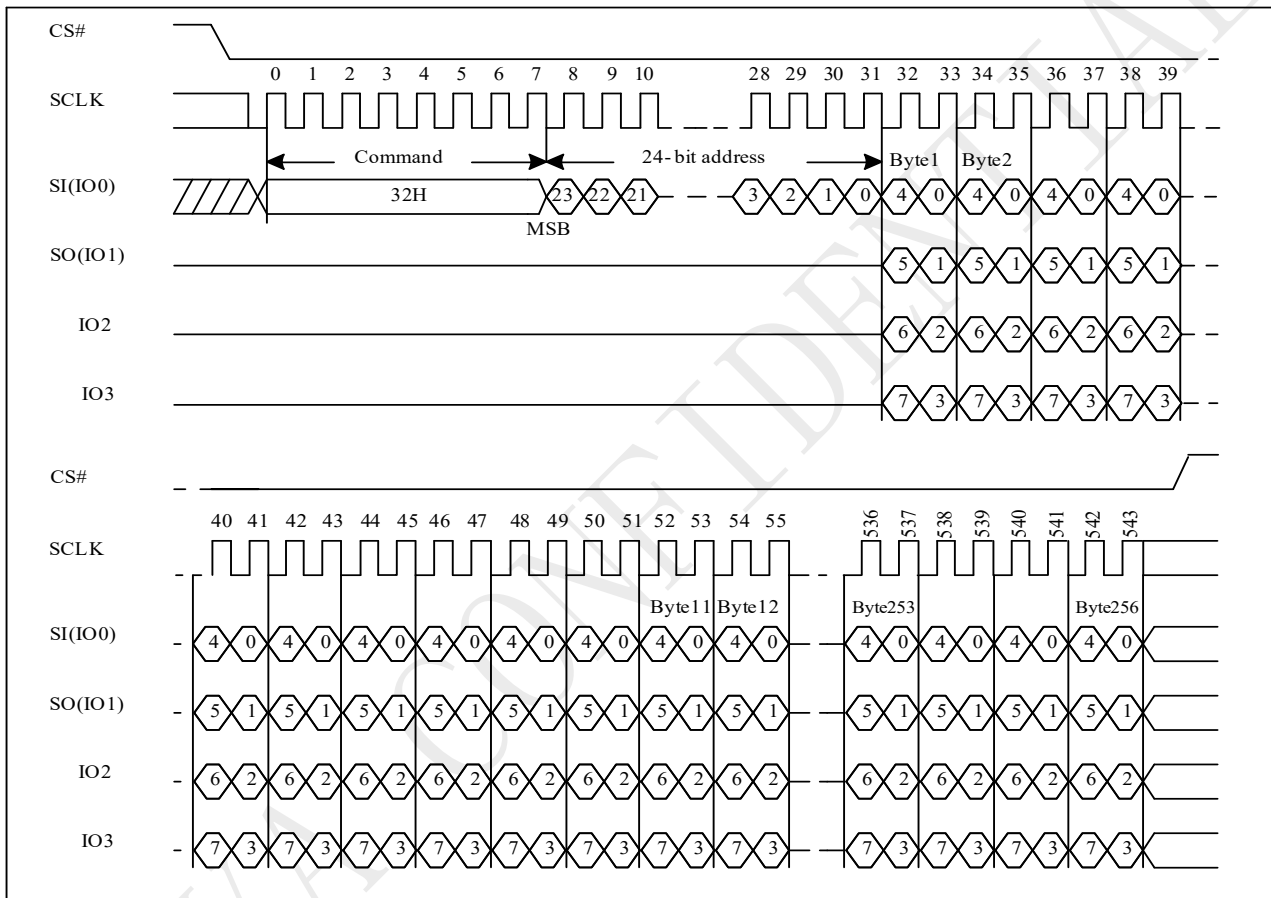 CS#
0 1 2 3 4 5 6 7 8 9 10 28 29 30 31 32 33 34 35 36 37 38 39
SCLK
Command 24-bit address Byte1 Byte2
SI(IO0) 32H 23 22 21 3 2 1 0 4 0 4 0 4 0 4 0
MSB
SO(IO1) 5 1 5 1 5 1 5 1
IO2 6 2 6 2 6 2 6 2
IO3 7 3 7 3 7 3 7 3
CS#
40 41 42 43 44 45 46 47 48 49 50 51 52 53 54 55 536 537 538 539 540 541 542 543
SCLK
Byte11 Byte12 Byte253 Byte256
SI(IO0) 4 0 4 0 4 0 4 0 4 0 4 0 4 0 4 0 4 0 4 0 4 0 4 0
SO(IO1) 5 1 5 1 5 1 5 1 5 1 5 1 5 1 5 1 5 1 5 1 5 1 5 1
IO2 6 2 6 2 6 2 6 2 6 2 6 2 6 2 6 2 6 2 6 2 6 2 6 2
IO3 7 3 7 3 7 3 7 3 7 3 7 3 7 3 7 3 7 3 7 3 7 3 7 3
CONFIDENTIAL